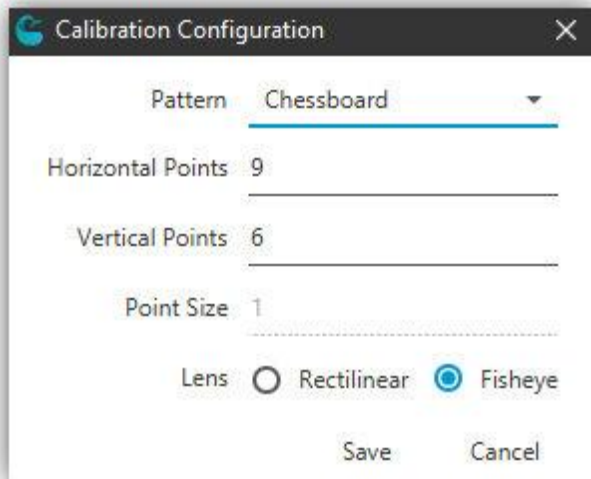 Calibration Configuration
Pattern Chessboard
Horizontal Points 9
Vertical Points 6
Point Size 1
Lens Rectilinear Fisheye
Save Cancel